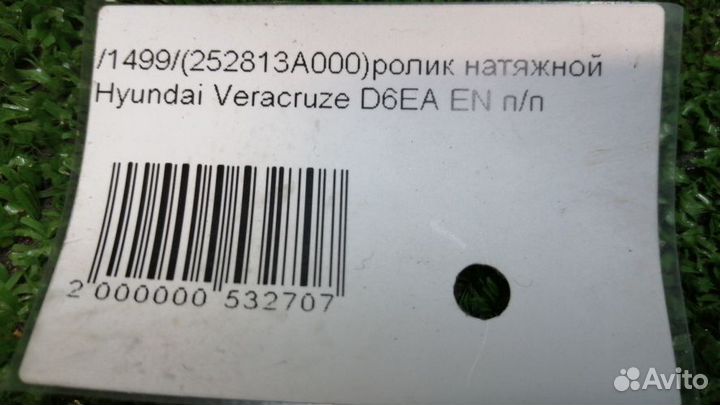 /1499/(252813A000)ролик натяжной
Hyundai Veracruze D6EA EN п/п
2 000000 532707
Avito